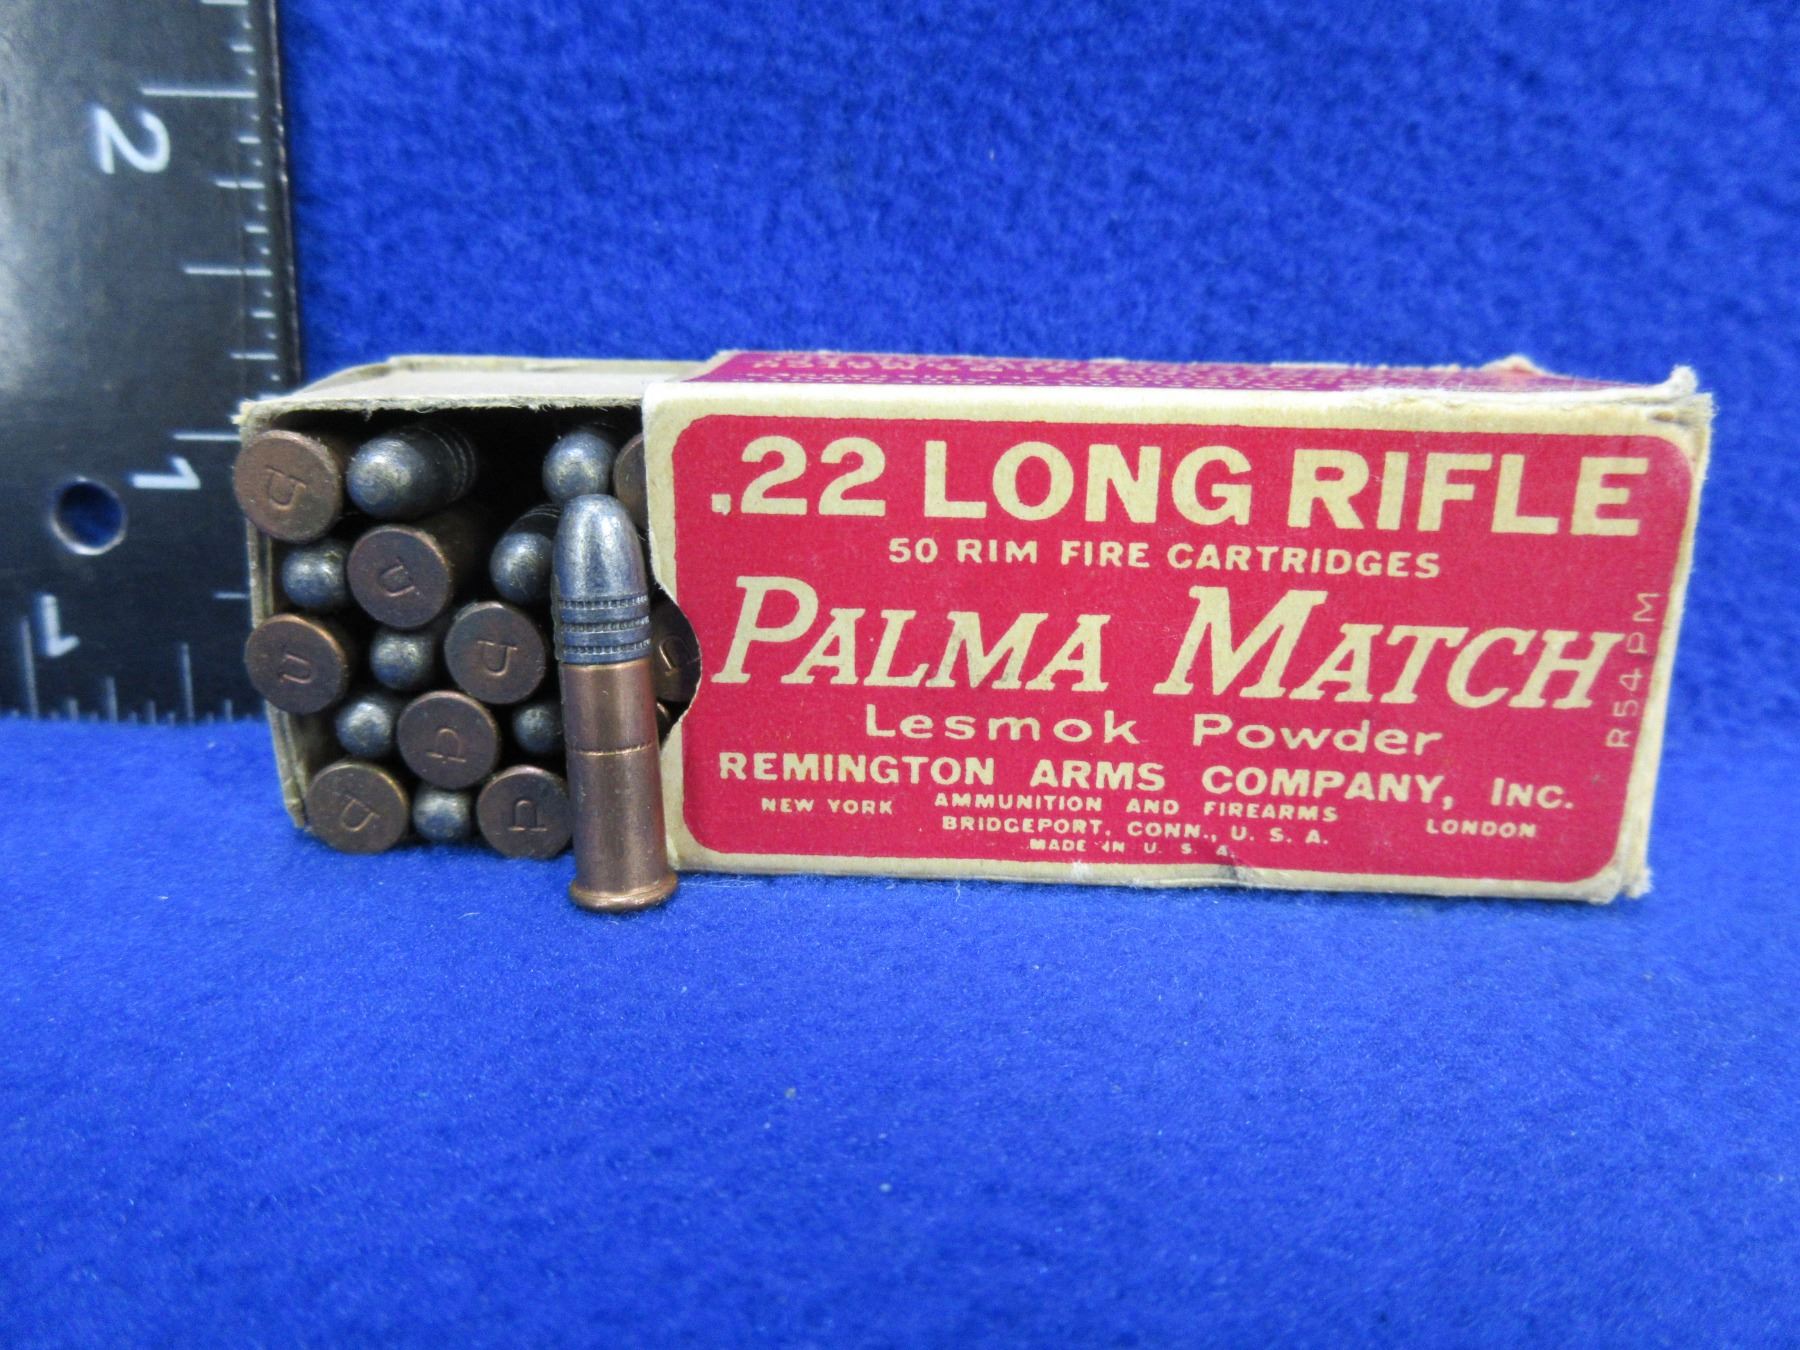 .22 LONG RIFLE
50 RIM FIRE CARTRIDGES
PALMA MATCH
Lesmok Powder
REMINGTON ARMS COMPANY, INC.
NEW YORK AMMUNITION AND FIREARMS LONDON
BRIDGEPORT, CONN., U. S. A.
MADE IN U. S. A.
R54PM
2
1
1
U
U
U
U
U
U
U